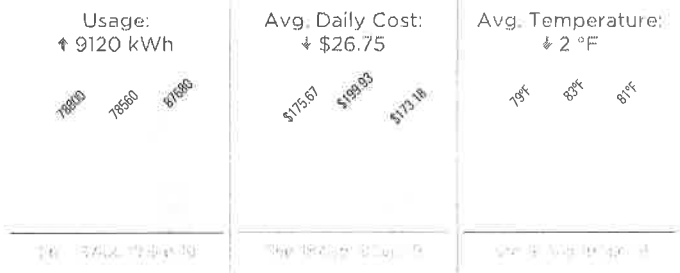 Usage:
↑ 9120 kWh
78800 78560 87680
Avg. Daily Cost:
↓ $26.75
$175.67 $199.93 $173.18
Avg. Temperature:
↓ 2 °F
79°F 83°F 81°F